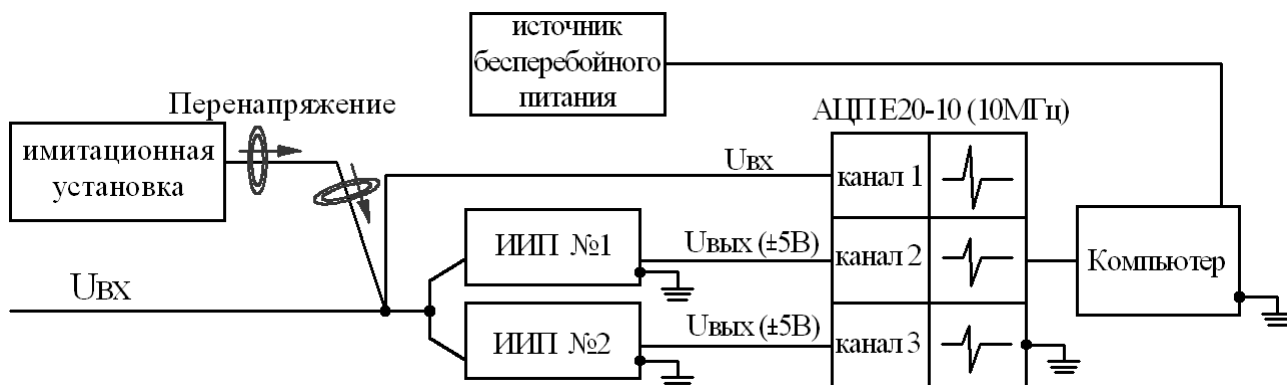 источник
бесперебойного
питания
Перенапряжение
АЦП Е20-10 (10МГц)
имитационная
установка
Uвх
канал 1
ИИП №1
Uвых (±5В)
канал 2
Компьютер
Uвх
ИИП №2
Uвых (±5В)
канал 3